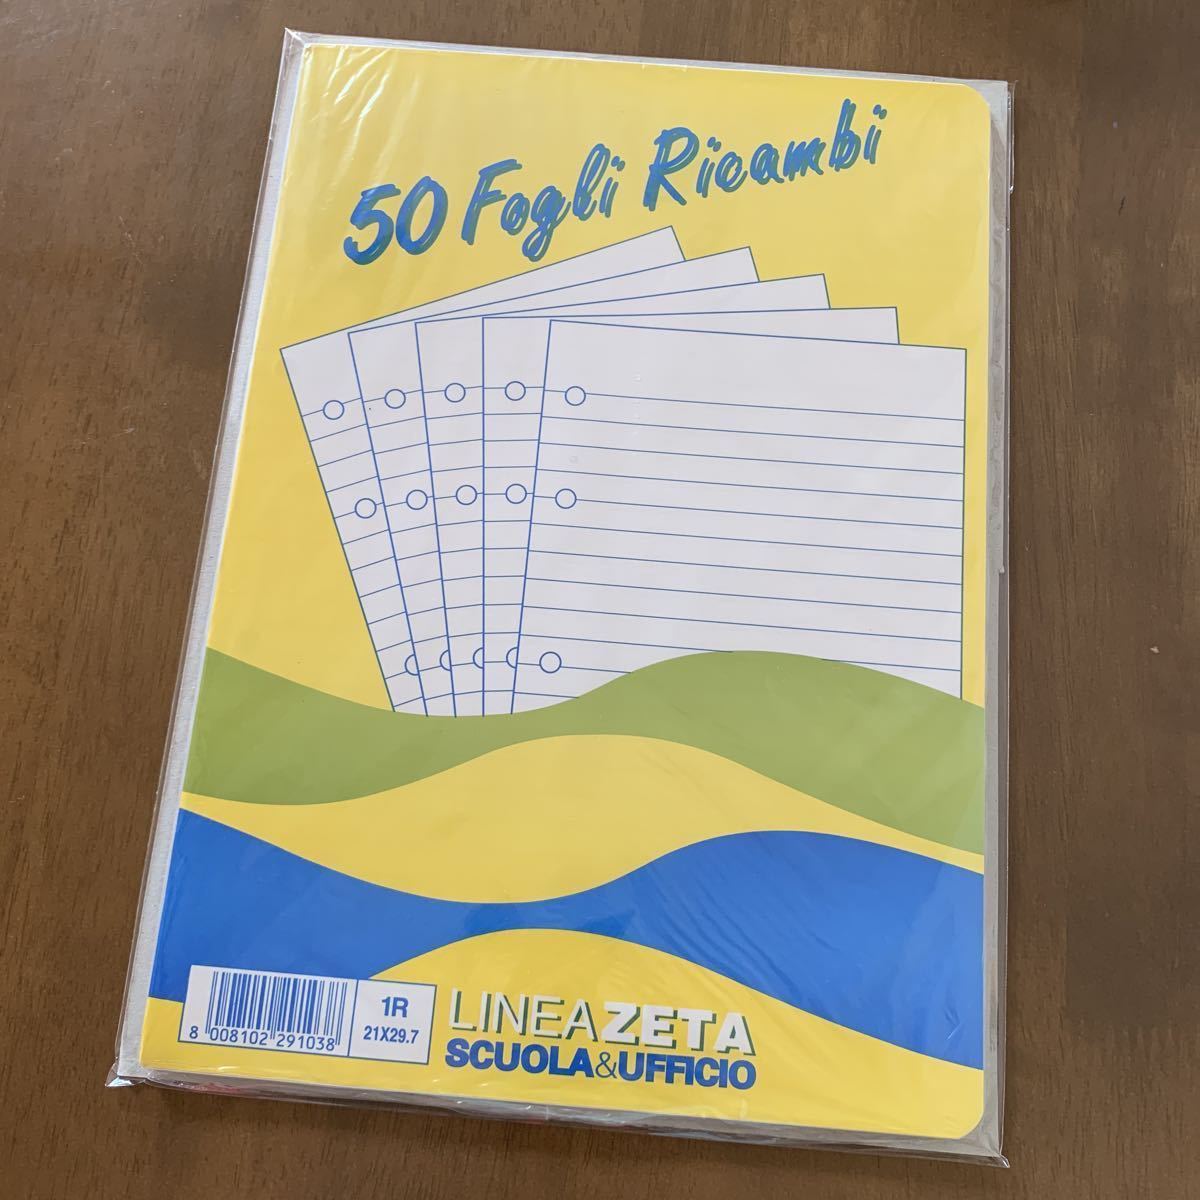 50 Fogli Ricambi
1R
21X29.7
8 008102 291038
LINEAZETA
SCUOLA&UFFICIO